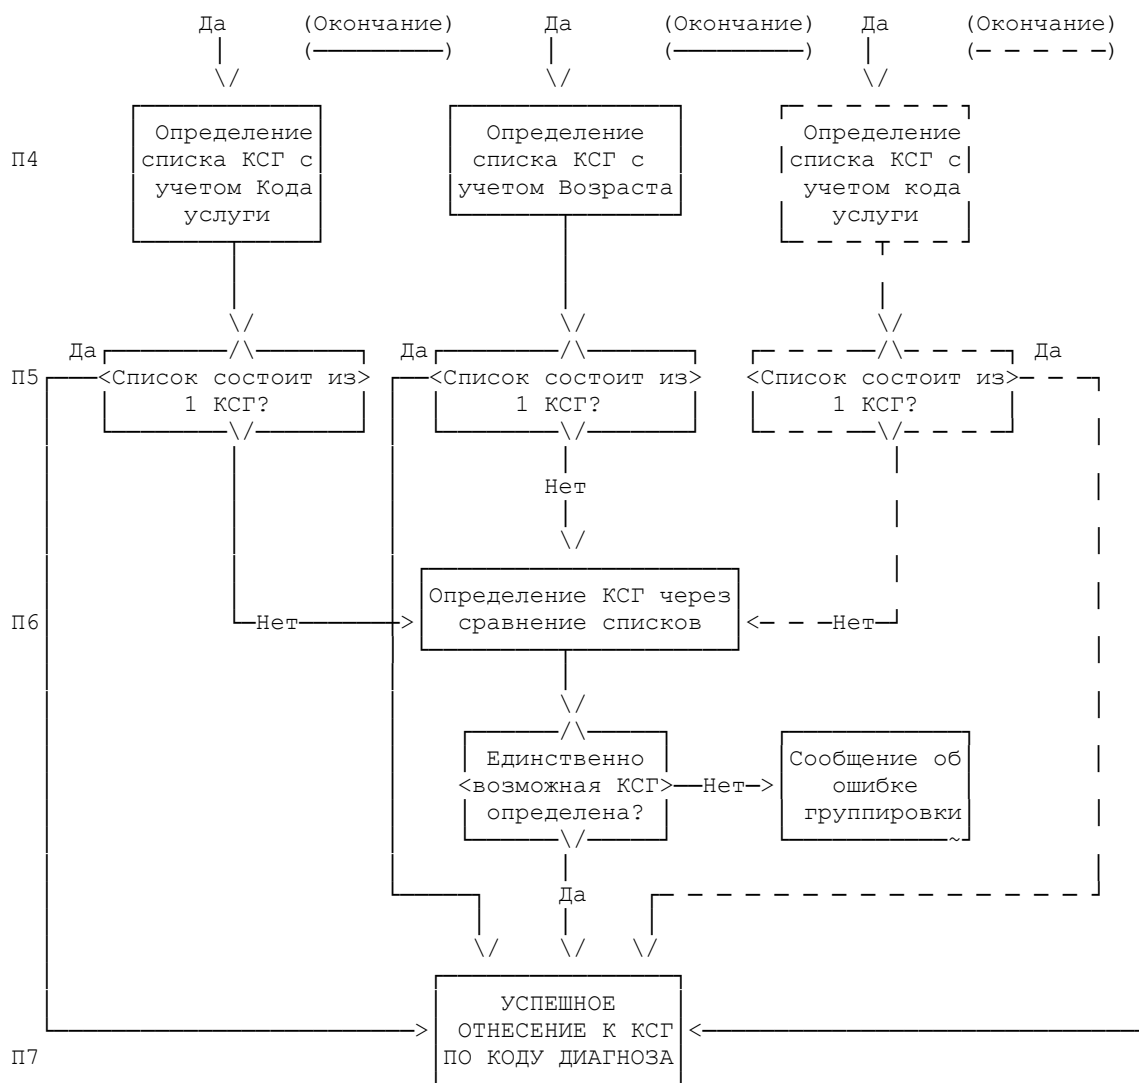 Да (Окончание) Да (Окончание) Да (Окончание)
П4
Определение
списка КСГ с
учетом Кода
услуги
Определение
списка КСГ с
учетом Возраста
Определение
списка КСГ с
учетом кода
услуги
П5
Да
Список состоит из
1 КСГ?
Да
Список состоит из
1 КСГ?
Да
Список состоит из
1 КСГ?
Нет
П6
Нет
Определение КСГ через
сравнение списков
Нет
Единственно
возможная КСГ
определена?
Нет
Сообщение об
ошибке
группировки
Да
П7
УСПЕШНОЕ
ОТНЕСЕНИЕ К КСГ
ПО КОДУ ДИАГНОЗА